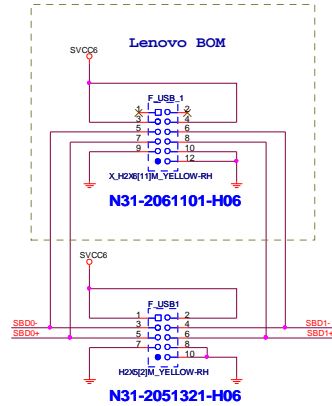 Lenovo BOM
SVCC6
F_USB_1
1 2
3 4
5 6
7 8
9 10
12
X_H2X6[11]M_YELLOW-RH
N31-2061101-H06
SVCC6
F_USB1
1 2
3 4
SBD0- 5 6 SBD1-
SBD0+ 7 8 SBD1+
10
H2X5[2]M_YELLOW-RH
N31-2051321-H06